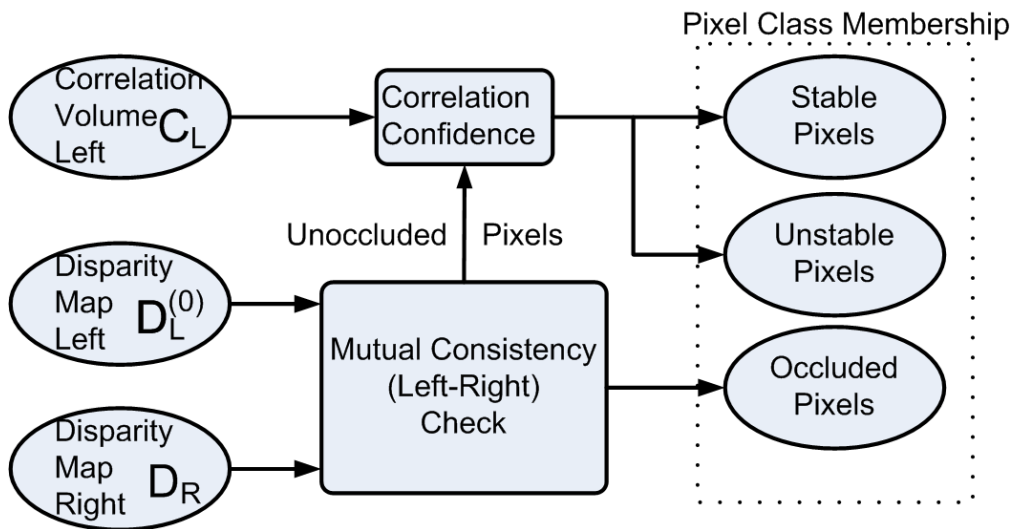 Pixel Class Membership
Correlation
Volume C_L
Left
Correlation
Confidence
Stable
Pixels
Unoccluded Pixels
Unstable
Pixels
Disparity
Map
Left D_L^(0)
Mutual Consistency
(Left-Right)
Check
Occluded
Pixels
Disparity
Map
Right D_R